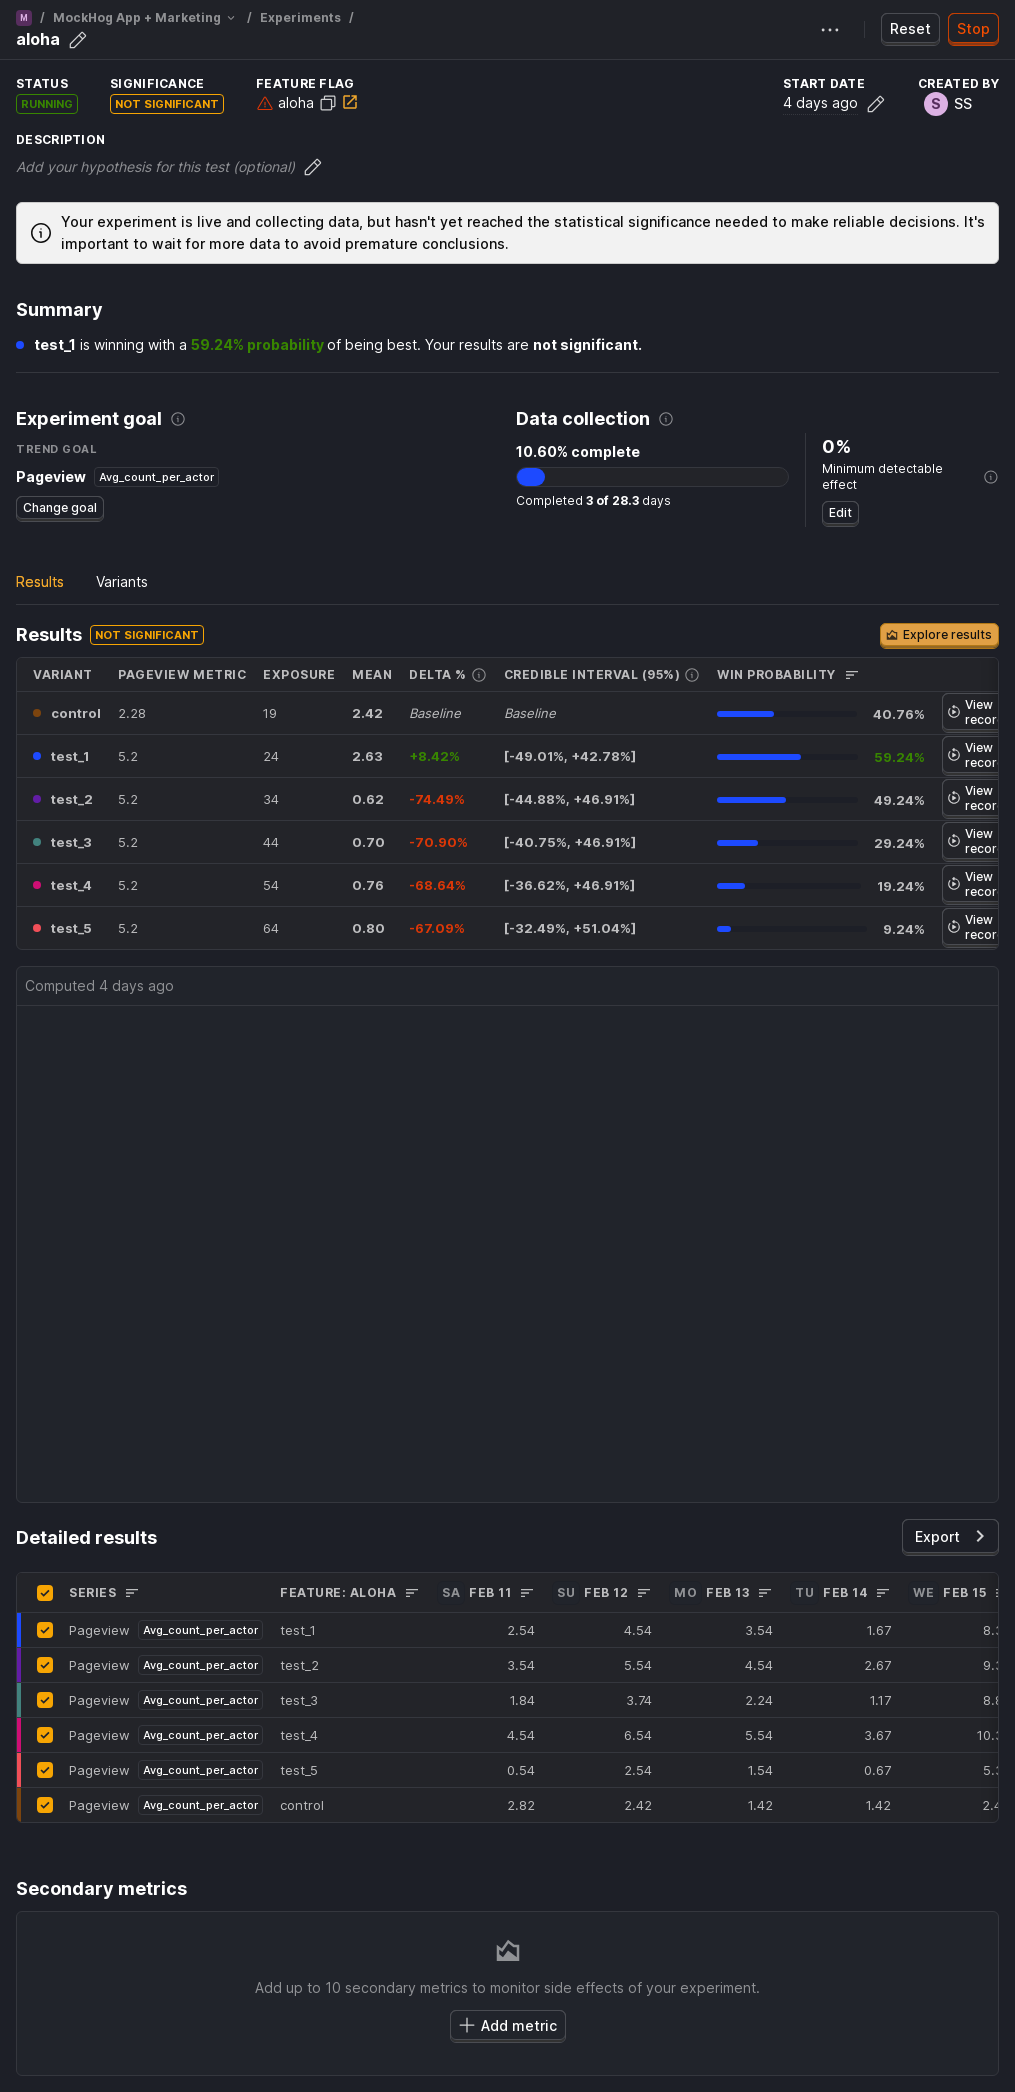 M / MockHog App + Marketing / Experiments /
aloha
Reset
Stop
STATUS
RUNNING
SIGNIFICANCE
NOT SIGNIFICANT
FEATURE FLAG
aloha
START DATE
4 days ago
CREATED BY
S SS
DESCRIPTION
Add your hypothesis for this test (optional)
Your experiment is live and collecting data, but hasn't yet reached the statistical significance needed to make reliable decisions. It's
important to wait for more data to avoid premature conclusions.
Summary
test_1 is winning with a 59.24% probability of being best. Your results are not significant.
Experiment goal
TREND GOAL
Pageview Avg_count_per_actor
Change goal
Data collection
10.60% complete
Completed 3 of 28.3 days
0%
Minimum detectable
effect
Edit
Results Variants
Results NOT SIGNIFICANT
Explore results
VARIANT PAGEVIEW METRIC EXPOSURE MEAN DELTA % CREDIBLE INTERVAL (95%) WIN PROBABILITY
control 2.28 19 2.42 Baseline Baseline 40.76% View
recor
test_1 5.2 24 2.63 +8.42% [-49.01%, +42.78%] 59.24% View
recor
test_2 5.2 34 0.62 -74.49% [-44.88%, +46.91%] 49.24% View
recor
test_3 5.2 44 0.70 -70.90% [-40.75%, +46.91%] 29.24% View
recor
test_4 5.2 54 0.76 -68.64% [-36.62%, +46.91%] 19.24% View
recor
test_5 5.2 64 0.80 -67.09% [-32.49%, +51.04%] 9.24% View
recor
Computed 4 days ago
Detailed results
Export
SERIES FEATURE: ALOHA SA FEB 11 SU FEB 12 MO FEB 13 TU FEB 14 WE FEB 15
Pageview Avg_count_per_actor test_1 2.54 4.54 3.54 1.67 8.3
Pageview Avg_count_per_actor test_2 3.54 5.54 4.54 2.67 9.3
Pageview Avg_count_per_actor test_3 1.84 3.74 2.24 1.17 8.8
Pageview Avg_count_per_actor test_4 4.54 6.54 5.54 3.67 10.3
Pageview Avg_count_per_actor test_5 0.54 2.54 1.54 0.67 5.3
Pageview Avg_count_per_actor control 2.82 2.42 1.42 1.42 2.4
Secondary metrics
Add up to 10 secondary metrics to monitor side effects of your experiment.
Add metric